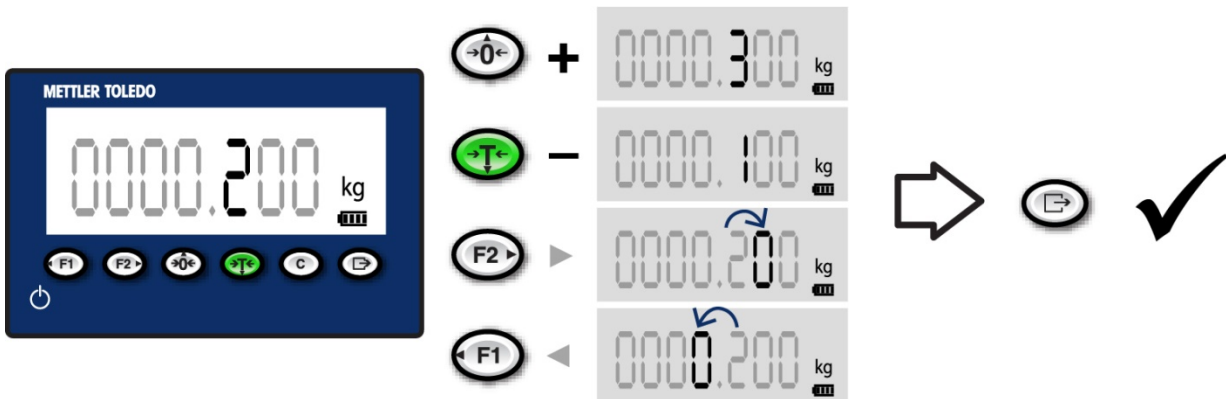 METTLER TOLEDO
0000.200 kg
F1 F2 →0← →T← C
→0← + 0000.300 kg
→T← − 0000.100 kg
F2 0000.200 kg
F1 0000.200 kg